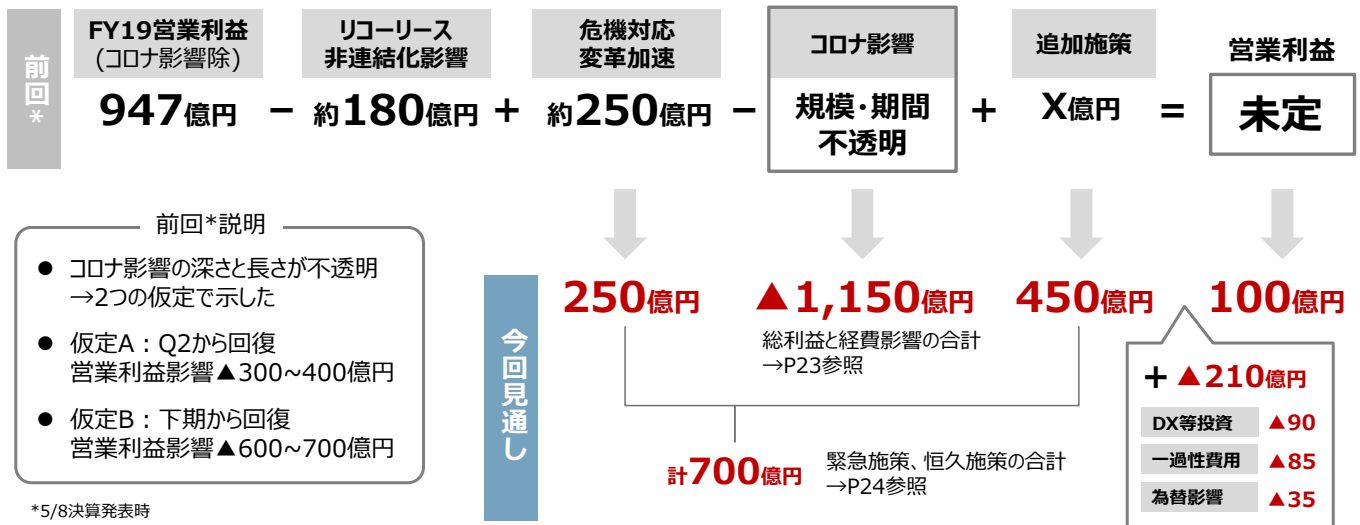 前回*
FY19営業利益
(コロナ影響除)
947億円
−
リコーリース
非連結化影響
約180億円
+
危機対応
変革加速
約250億円
−
コロナ影響
規模・期間
不透明
+
追加施策
X億円
=
営業利益
未定
前回*説明
● コロナ影響の深さと長さが不透明
→2つの仮定で示した
● 仮定A：Q2から回復
営業利益影響▲300~400億円
● 仮定B：下期から回復
営業利益影響▲600~700億円
*5/8決算発表時
今回見通し
250億円
▲1,150億円
総利益と経費影響の合計
→P23参照
450億円
100億円
計700億円
緊急施策、恒久施策の合計
→P24参照
+ ▲210億円
DX等投資 ▲90
一過性費用 ▲85
為替影響 ▲35